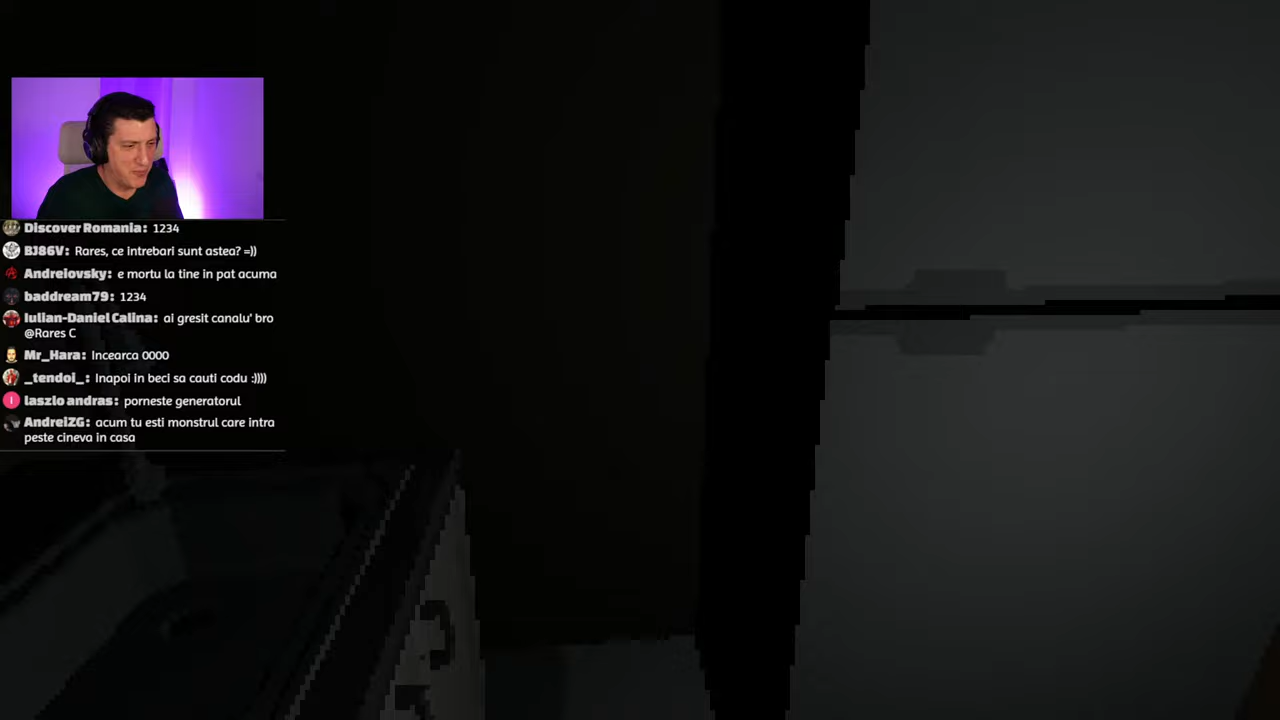 Discover Romania: 1234
BJ86V: Rares, ce intrebari sunt astea? =))
Andreiovsky: e mortu la tine in pat acuma
baddream79: 1234
Iulian-Daniel Calina: ai gresit canalu' bro
@Rares C
Mr_Hara: Incearca 0000
_tendoi_: Inapoi in beci sa cauti codu :))))
laszlo andras: porneste generatorul
AndreiZG: acum tu esti monstrul care intra
peste cineva in casa